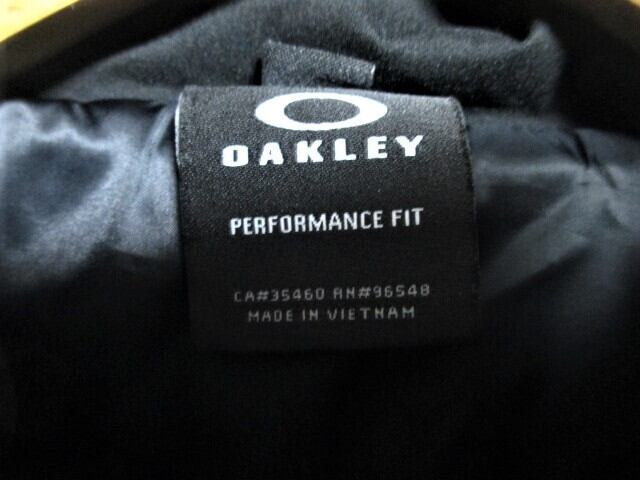 OAKLEY
PERFORMANCE FIT
CA#35460 RN#96548
MADE IN VIETNAM